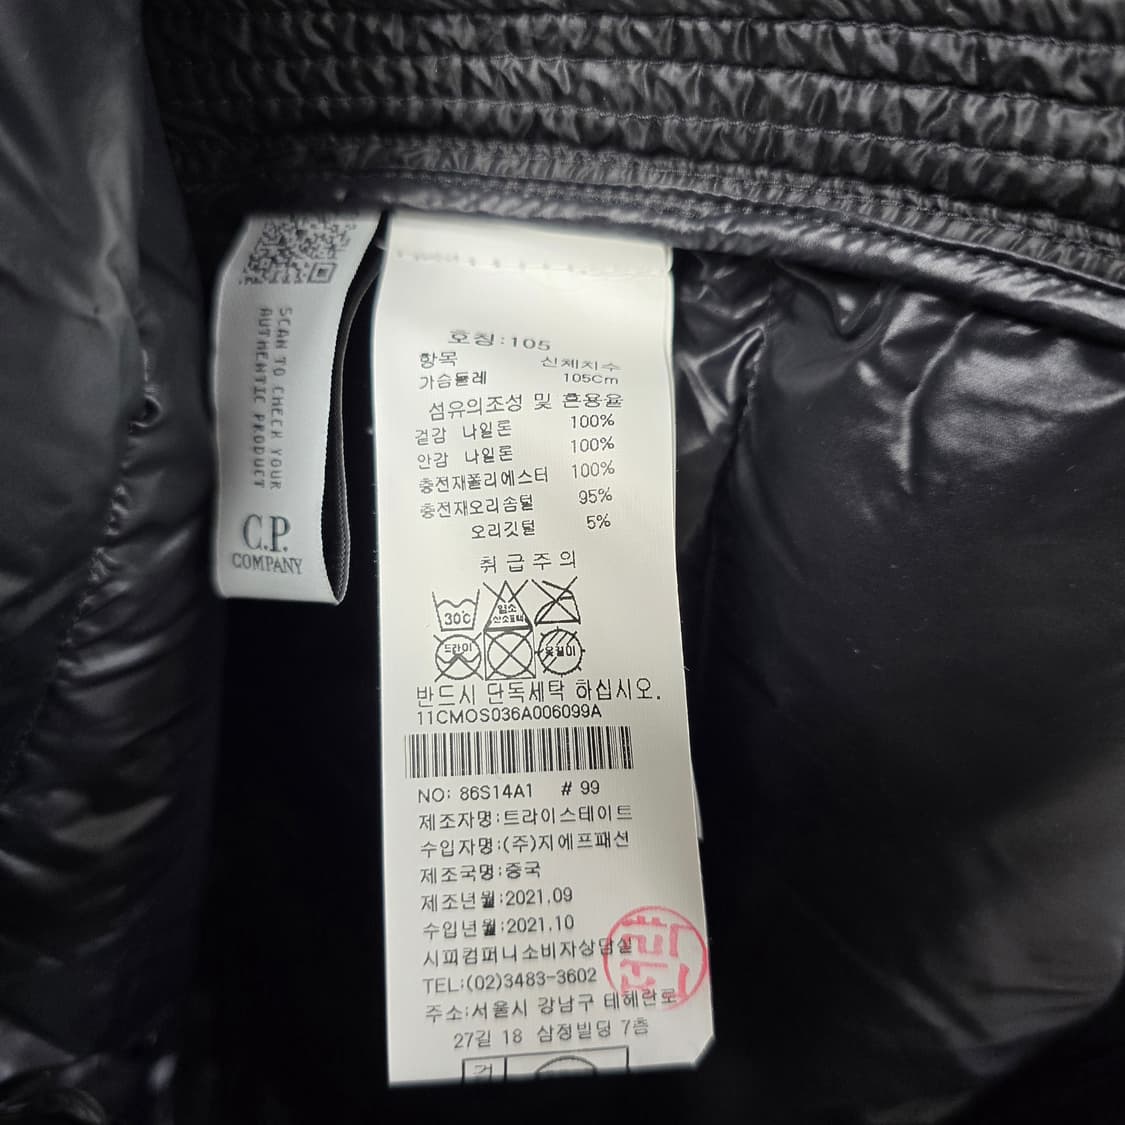 SCAN TO CHECK YOUR
AUTHENTIC PRODUCT
C.P.
COMPANY
호칭:105
항목 신체치수
가슴둘레 105Cm
섬유의조성 및 혼용율
겉감 나일론 100%
안감 나일론 100%
충전재폴리에스터 100%
충전재오리솜털 95%
오리깃털 5%
취급주의
30℃
염소
산소표백
드라이
옷걸이
반드시 단독세탁 하십시오.
11CMOS036A006099A
NO: 86S14A1 # 99
제조자명:트라이스테이트
수입자명:(주)지에프패션
제조국명:중국
제조년월:2021.09
수입년월:2021.10
시피컴퍼니소비자상담실
TEL:(02)3483-3602
주소:서울시 강남구 테헤란로
27길 18 삼정빌딩 7층